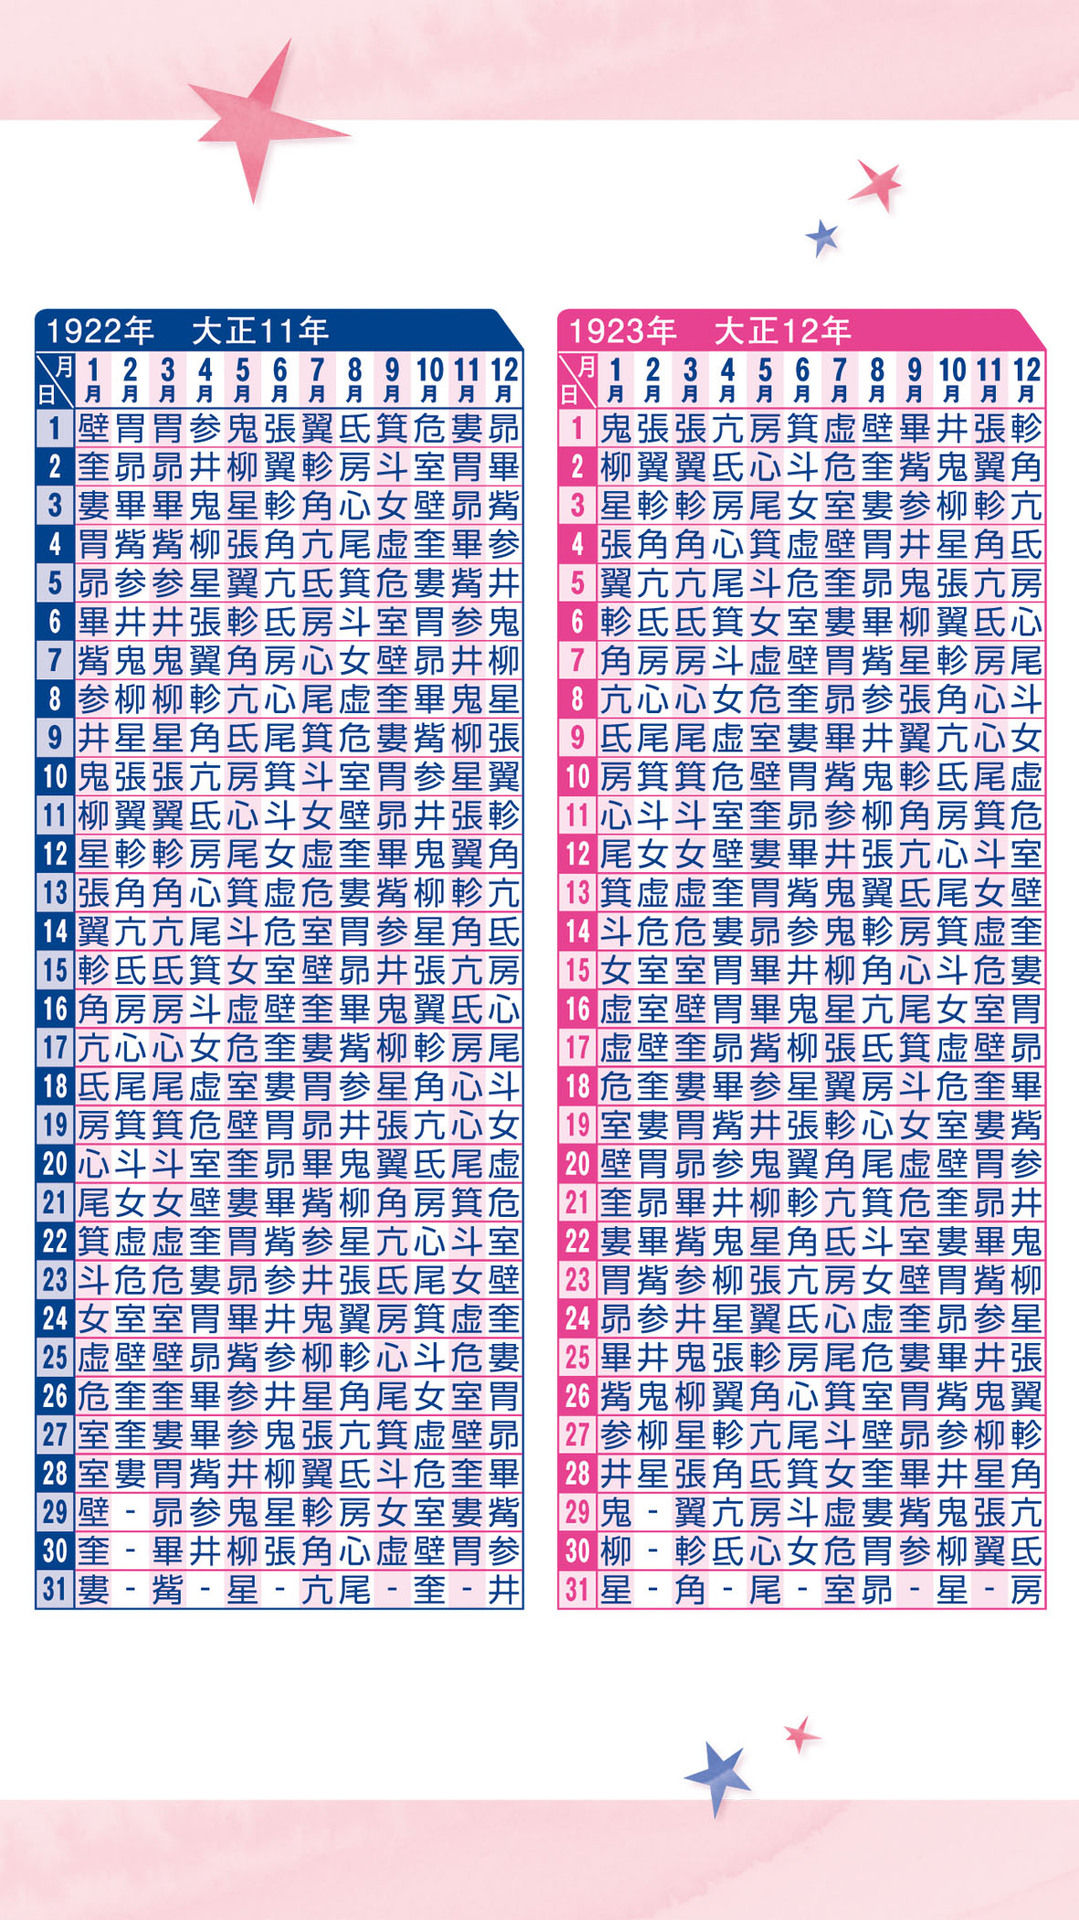 1922年 大正11年
月 1月 2月 3月 4月 5月 6月 7月 8月 9月 10月 11月 12月
日
1 壁 胃 胃 参 鬼 張 翼 氐 箕 危 婁 昴
2 奎 昴 昴 井 柳 翼 軫 房 斗 室 胃 畢
3 婁 畢 畢 鬼 星 軫 角 心 女 壁 昴 觜
4 胃 觜 觜 柳 張 角 亢 尾 虚 奎 畢 参
5 昴 参 参 星 翼 亢 氐 箕 危 婁 觜 井
6 畢 井 井 張 軫 氐 房 斗 室 胃 参 鬼
7 觜 鬼 鬼 翼 角 房 心 女 壁 昴 井 柳
8 参 柳 柳 軫 亢 心 尾 虚 奎 畢 鬼 星
9 井 星 星 角 氐 尾 箕 危 婁 觜 柳 張
10 鬼 張 張 亢 房 箕 斗 室 胃 参 星 翼
11 柳 翼 翼 氐 心 斗 女 壁 昴 井 張 軫
12 星 軫 軫 房 尾 女 虚 奎 畢 鬼 翼 角
13 張 角 角 心 箕 虚 危 婁 觜 柳 軫 亢
14 翼 亢 亢 尾 斗 危 室 胃 参 星 角 氐
15 軫 氐 氐 箕 女 室 壁 昴 井 張 亢 房
16 角 房 房 斗 虚 壁 奎 畢 鬼 翼 氐 心
17 亢 心 心 女 危 奎 婁 觜 柳 軫 房 尾
18 氐 尾 尾 虚 室 婁 胃 参 星 角 心 斗
19 房 箕 箕 危 壁 胃 昴 井 張 亢 心 女
20 心 斗 斗 室 奎 昴 畢 鬼 翼 氐 尾 虚
21 尾 女 女 壁 婁 畢 觜 柳 角 房 箕 危
22 箕 虚 虚 奎 胃 觜 参 星 亢 心 斗 室
23 斗 危 危 婁 昴 参 井 張 氐 尾 女 壁
24 女 室 室 胃 畢 井 鬼 翼 房 箕 虚 奎
25 虚 壁 壁 昴 觜 参 柳 軫 心 斗 危 婁
26 危 奎 奎 畢 参 井 星 角 尾 女 室 胃
27 室 奎 婁 畢 参 鬼 張 亢 箕 虚 壁 昴
28 室 婁 胃 觜 井 柳 翼 氐 斗 危 奎 畢
29 壁 - 昴 参 鬼 星 軫 房 女 室 婁 觜
30 奎 - 畢 井 柳 張 角 心 虚 壁 胃 参
31 婁 - 觜 - 星 - 亢 尾 - 奎 - 井
1923年 大正12年
月 1月 2月 3月 4月 5月 6月 7月 8月 9月 10月 11月 12月
日
1 鬼 張 張 亢 房 箕 虚 壁 畢 井 張 軫
2 柳 翼 翼 氐 心 斗 危 奎 觜 鬼 翼 角
3 星 軫 軫 房 尾 女 室 婁 参 柳 軫 亢
4 張 角 角 心 箕 虚 壁 胃 井 星 角 氐
5 翼 亢 亢 尾 斗 危 奎 昴 鬼 張 亢 房
6 軫 氐 氐 箕 女 室 婁 畢 柳 翼 氐 心
7 角 房 房 斗 虚 壁 胃 觜 星 軫 房 尾
8 亢 心 心 女 危 奎 昴 参 張 角 心 斗
9 氐 尾 尾 虚 室 婁 畢 井 翼 亢 心 女
10 房 箕 箕 危 壁 胃 觜 鬼 軫 氐 尾 虚
11 心 斗 斗 室 奎 昴 参 柳 角 房 箕 危
12 尾 女 女 壁 婁 畢 井 張 亢 心 斗 室
13 箕 虚 虚 奎 胃 觜 鬼 翼 氐 尾 女 壁
14 斗 危 危 婁 昴 参 鬼 軫 房 箕 虚 奎
15 女 室 室 胃 畢 井 柳 角 心 斗 危 婁
16 虚 室 壁 胃 畢 鬼 星 亢 尾 女 室 胃
17 虚 壁 奎 昴 觜 柳 張 氐 箕 虚 壁 昴
18 危 奎 婁 畢 参 星 翼 房 斗 危 奎 畢
19 室 婁 胃 觜 井 張 軫 心 女 室 婁 觜
20 壁 胃 昴 参 鬼 翼 角 尾 虚 壁 胃 参
21 奎 昴 畢 井 柳 軫 亢 箕 危 奎 昴 井
22 婁 畢 觜 鬼 星 角 氐 斗 室 婁 畢 鬼
23 胃 觜 参 柳 張 亢 房 女 壁 胃 觜 柳
24 昴 参 井 星 翼 氐 心 虚 奎 昴 参 星
25 畢 井 鬼 張 軫 房 尾 危 婁 畢 井 張
26 觜 鬼 柳 翼 角 心 箕 室 胃 觜 鬼 翼
27 参 柳 星 軫 亢 尾 斗 壁 昴 参 柳 軫
28 井 星 張 角 氐 箕 女 奎 畢 井 星 角
29 鬼 - 翼 亢 房 斗 虚 婁 觜 鬼 張 亢
30 柳 - 軫 氐 心 女 危 胃 参 柳 翼 氐
31 星 - 角 - 尾 - 室 昴 - 星 - 房